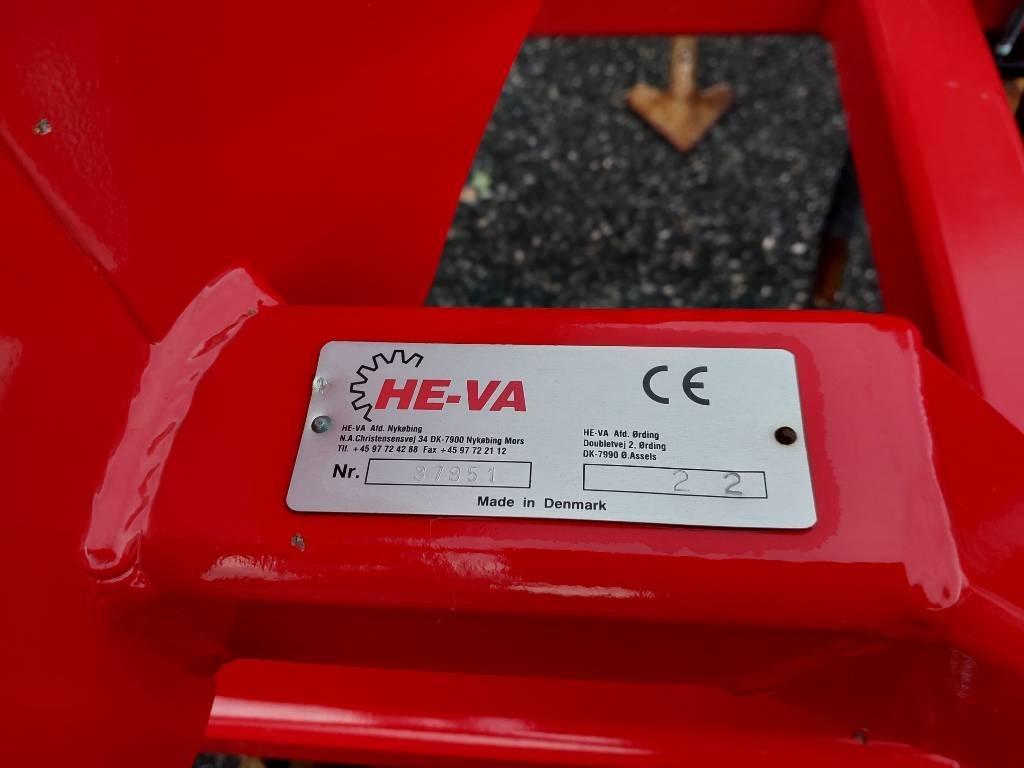 HE-VA
CE
HE-VA Afd. Nykøbing
N.A.Christensensvej 34 DK-7900 Nykøbing Mors
Tlf. +45 97 72 42 88 Fax +45 97 72 21 12
HE-VA Afd. Ørding
Doubletvej 2, Ørding
DK-7990 Ø.Assels
Nr. 37951
2 2
Made in Denmark